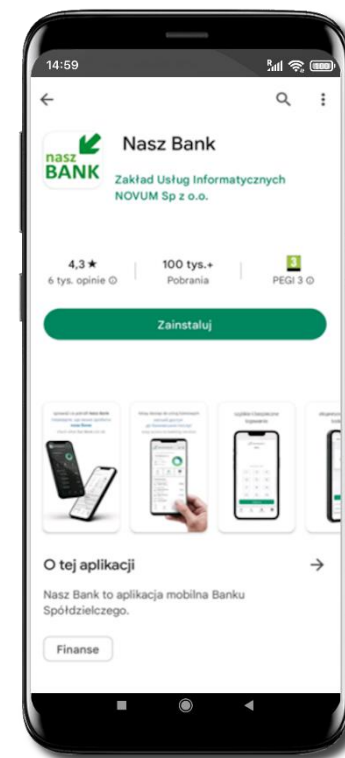 14:59
nasz
BANK
Nasz Bank
Zakład Usług Informatycznych
NOVUM Sp z o.o.
4,3 ★
6 tys. opinie
100 tys.+
Pobrania
3
PEGI 3
Zainstaluj
O tej aplikacji
Nasz Bank to aplikacja mobilna Banku
Spółdzielczego.
Finanse